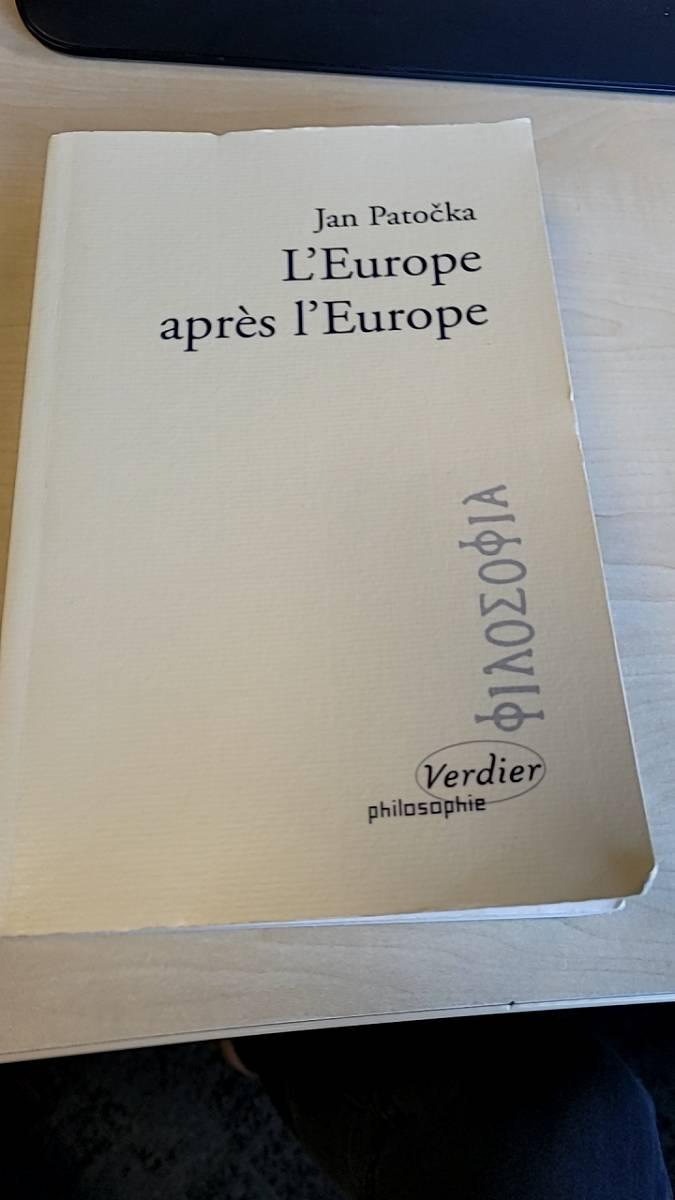 Jan Patočka
L'Europe
après l'Europe
ΦΙΛΟΣΟΦΙΑ
Verdier
philosophie